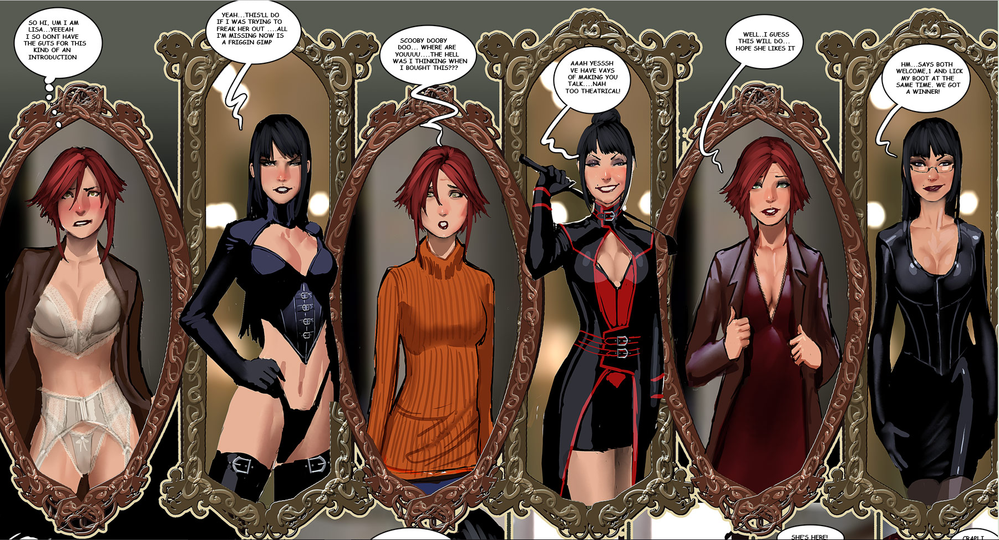 SO HI, UM I AM
LISA...YEEEAH
I SO DONT HAVE
THE GUTS FOR THIS
KIND OF AN
INTRODUCTION
YEAH...THIS'LL DO
IF I WAS TRYING TO
FREAK HER OUT ....ALL
I'M MISSING NOW IS
A FRIGGIN GIMP
SCOOBY DOOBY
DOO... WHERE ARE
YOUUUU....THE HELL
WAS I THINKING WHEN
I BOUGHT THIS???
AAAH YESSSH
VE HAVE VAYS
OF MAKING YOU
TALK....NAH
TOO THEATRICAL!
WELL..I GUESS
THIS WILL DO...
HOPE SHE LIKES IT
HM...SAYS BOTH
WELCOME,1 AND LICK
MY BOOT AT THE
SAME TIME. WE GOT
A WINNER!
SHE'S HERE!